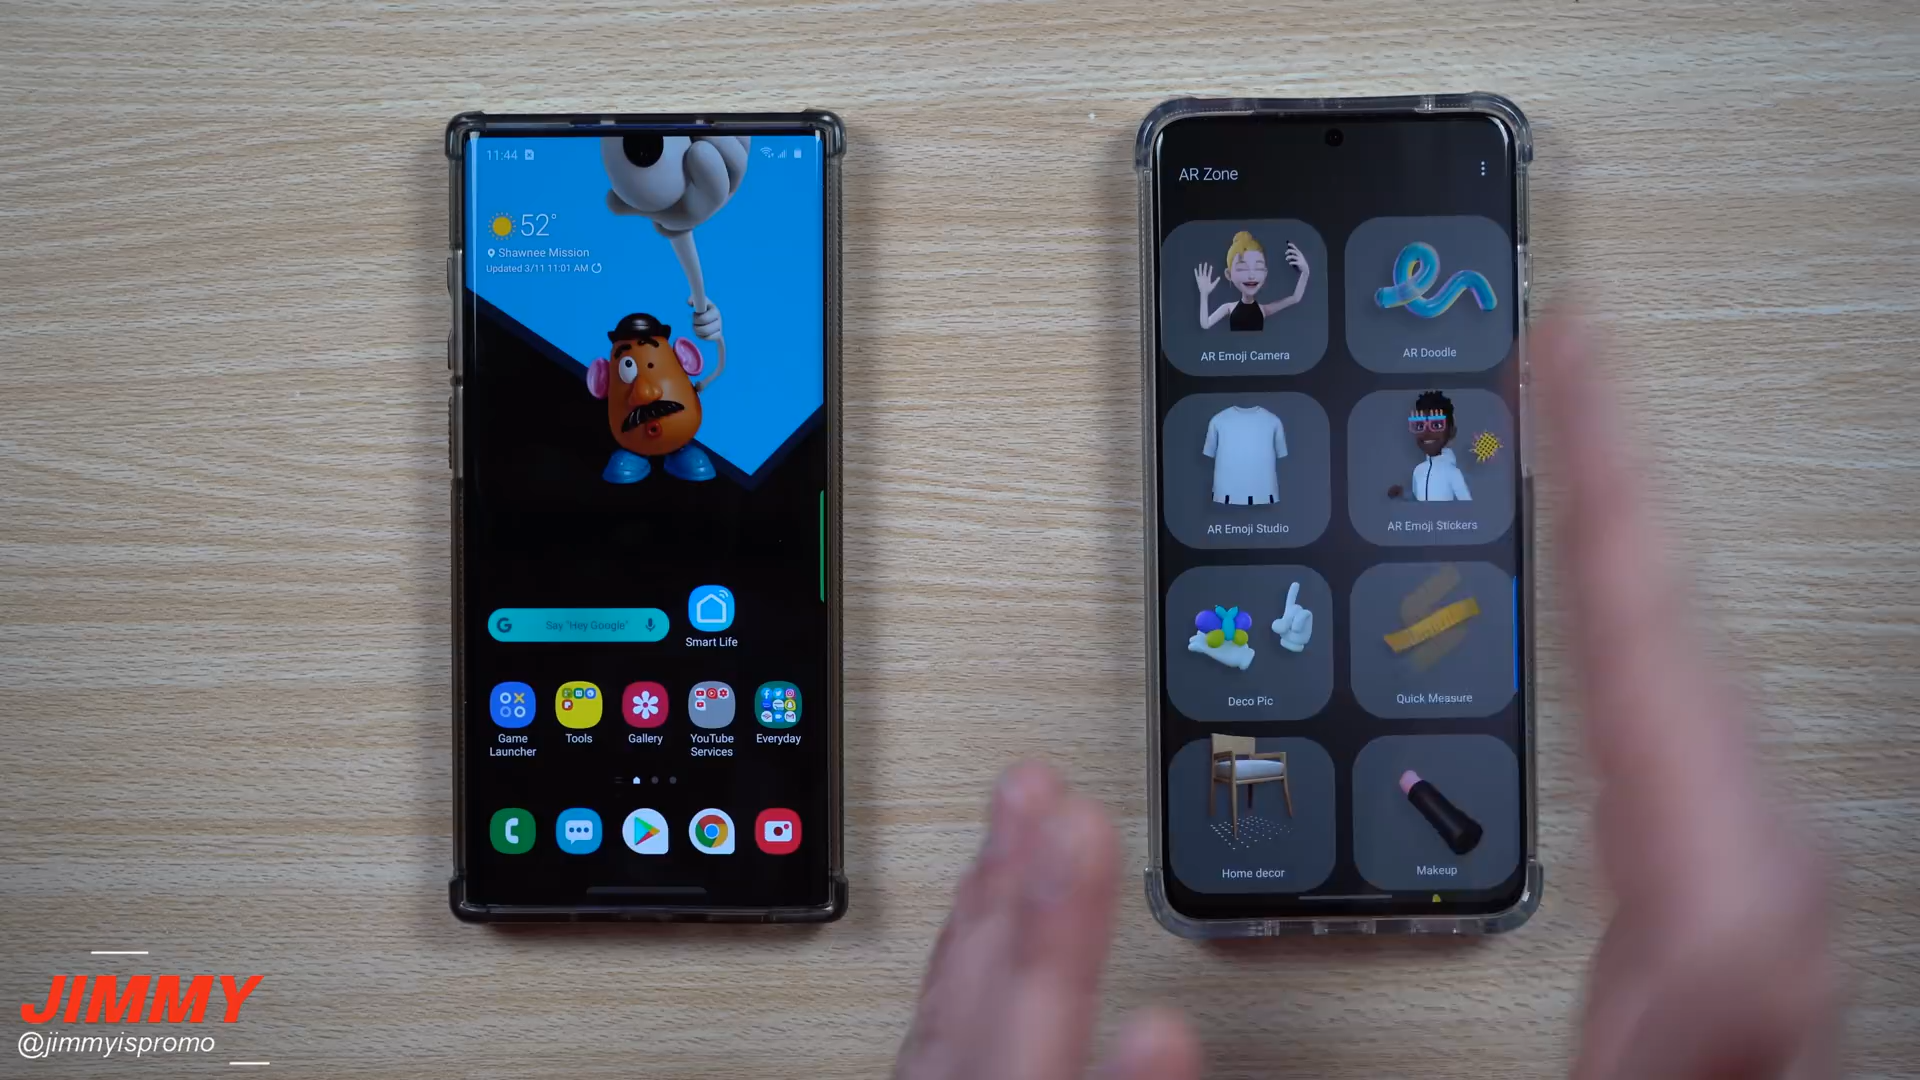 11:44
52°
Shawnee Mission
Updated 3/11 11:01 AM
Say "Hey Google"
Smart Life
Game Launcher
Tools
Gallery
YouTube Services
Everyday
AR Zone
AR Emoji Camera
AR Doodle
AR Emoji Studio
AR Emoji Stickers
Deco Pic
Quick Measure
Home decor
Makeup
JIMMY
@jimmyispromo